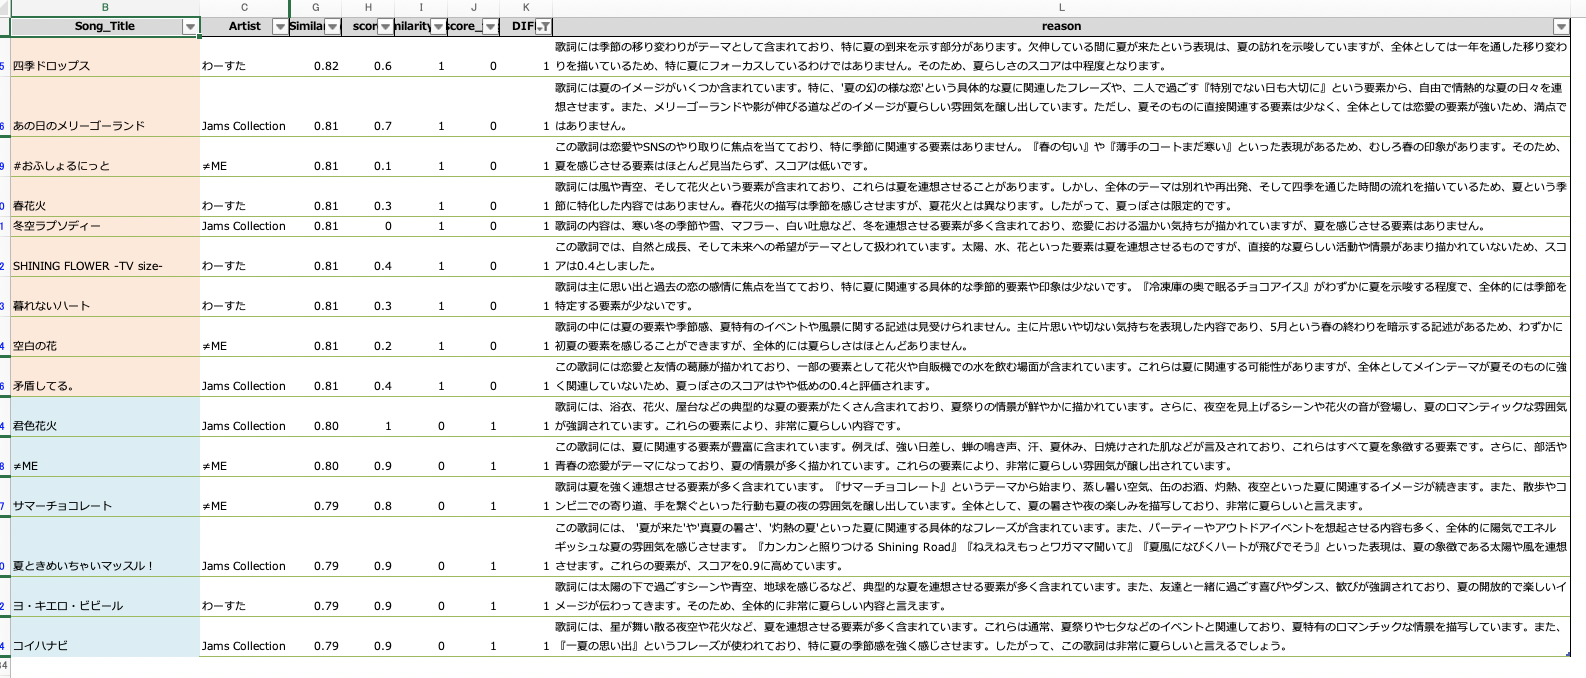 B C G H I J K L
Song_Title Artist Similar score milarity score_ DIF reason
歌詞には季節の移り変わりがテーマとして含まれており、特に夏の到来を示す部分があります。欠伸している間に夏が来たという表現は、夏の訪れを示唆していますが、全体としては一年を通した移り変わ
5 四季ドロップス わーすた 0.82 0.6 1 0 1 りを描いているため、特に夏にフォーカスしているわけではありません。そのため、夏らしさのスコアは中程度となります。
歌詞には夏のイメージがいくつか含まれています。特に、'夏の幻の様な恋'という具体的な夏に関連したフレーズや、二人で過ごす『特別でない日も大切に』という要素から、自由で情熱的な夏の日々を連
想させます。また、メリーゴーランドや影が伸びる道などのイメージが夏らしい雰囲気を醸し出しています。ただし、夏そのものに直接関連する要素は少なく、全体としては恋愛の要素が強いため、満点で
6 あの日のメリーゴーランド Jams Collection 0.81 0.7 1 0 1 はありません。
この歌詞は恋愛やSNSのやり取りに焦点を当てており、特に季節に関連する要素はありません。『春の匂い』や『薄手のコートまだ寒い』といった表現があるため、むしろ春の印象があります。そのため、
9 #おふしょるにっと ≠ME 0.81 0.1 1 0 1 夏を感じさせる要素はほとんど見当たらず、スコアは低いです。
歌詞には風や青空、そして花火という要素が含まれており、これらは夏を連想させることがあります。しかし、全体のテーマは別れや再出発、そして四季を通じた時間の流れを描いているため、夏という季
0 春花火 わーすた 0.81 0.3 1 0 1 節に特化した内容ではありません。春花火の描写は季節を感じさせますが、夏花火とは異なります。したがって、夏っぽさは限定的です。
1 冬空ラプソディー Jams Collection 0.81 0 1 0 1 歌詞の内容は、寒い冬の季節や雪、マフラー、白い吐息など、冬を連想させる要素が多く含まれており、恋愛における温かい気持ちが描かれていますが、夏を感じさせる要素はありません。
この歌詞では、自然と成長、そして未来への希望がテーマとして扱われています。太陽、水、花といった要素は夏を連想させるものですが、直接的な夏らしい活動や情景があまり描かれていないため、スコ
2 SHINING FLOWER -TV size- わーすた 0.81 0.4 1 0 1 アは0.4としました。
歌詞は主に思い出と過去の恋の感情に焦点を当てており、特に夏に関する具体的な季節的要素や印象は少ないです。『冷凍庫の奥で眠るチョコアイス』がわずかに夏を示唆する程度で、全体的には季節を
3 暮れないハート わーすた 0.81 0.3 1 0 1 特定する要素が少ないです。
歌詞の中には夏の要素や季節感、夏特有のイベントや風景に関する記述は見受けられません。主に片思いや切ない気持ちを表現した内容であり、5月という春の終わりを暗示する記述があるため、わずかに
4 空白の花 ≠ME 0.81 0.2 1 0 1 初夏の要素を感じることができますが、全体的には夏らしさはほとんどありません。
この歌詞には恋愛と友情の葛藤が描かれており、一部の要素として花火や自販機での水を飲む場面が含まれています。これらは夏に関連する可能性がありますが、全体としてメインテーマが夏そのものに強
6 矛盾してる。 Jams Collection 0.81 0.4 1 0 1 く関連していないため、夏っぽさのスコアはやや低めの0.4と評価されます。
歌詞には、浴衣、花火、屋台などの典型的な夏の要素がたくさん含まれており、夏祭りの情景が鮮やかに描かれています。さらに、夜空を見上げるシーンや花火の音が登場し、夏のロマンティックな雰囲気
4 君色花火 Jams Collection 0.80 1 0 1 1 が強調されています。これらの要素により、非常に夏らしい内容です。
この歌詞には、夏に関連する要素が豊富に含まれています。例えば、強い日差し、蝉の鳴き声、汗、夏休み、日焼けされた肌などが言及されており、これらはすべて夏を象徴する要素です。さらに、部活や
8 ≠ME ≠ME 0.80 0.9 0 1 1 青春の恋愛がテーマになっており、夏の情景が多く描かれています。これらの要素により、非常に夏らしい雰囲気が醸し出されています。
歌詞は夏を強く連想させる要素が多く含まれています。『サマーチョコレート』というテーマから始まり、蒸し暑い空気、缶のお酒、灼熱、夜空といった夏に関連するイメージが続きます。また、散歩やコ
7 サマーチョコレート ≠ME 0.79 0.8 0 1 1 ンビニでの寄り道、手を繋ぐといった行動も夏の夜の雰囲気を醸し出しています。全体として、夏の暑さや夜の楽しみを描写しており、非常に夏らしいと言えます。
この歌詞には、 '夏が来た'や'真夏の暑さ'、'灼熱の夏'といった夏に関連する具体的なフレーズが含まれています。また、パーティーやアウトドアイベントを想起させる内容も多く、全体的に陽気でエネル
ギッシュな夏の雰囲気を感じさせます。『カンカンと照りつける Shining Road』『ねえねえもっとワガママ聞いて』『夏風になびくハートが飛びでそう』といった表現は、夏の象徴である太陽や風を連想
0 夏ときめいちゃいマッスル！ Jams Collection 0.79 0.9 0 1 1 させます。これらの要素が、スコアを0.9に高めています。
歌詞には太陽の下で過ごすシーンや青空、地球を感じるなど、典型的な夏を連想させる要素が多く含まれています。また、友達と一緒に過ごす喜びやダンス、歓びが強調されており、夏の開放的で楽しいイ
2 ヨ・キエロ・ビビール わーすた 0.79 0.9 0 1 1 メージが伝わってきます。そのため、全体的に非常に夏らしい内容と言えます。
歌詞には、星が舞い散る夜空や花火など、夏を連想させる要素が多く含まれています。これらは通常、夏祭りや七夕などのイベントと関連しており、夏特有のロマンチックな情景を描写しています。また、
4 コイハナビ Jams Collection 0.79 0.9 0 1 1 『一夏の思い出』というフレーズが使われており、特に夏の季節感を強く感じさせます。したがって、この歌詞は非常に夏らしいと言えるでしょう。
34